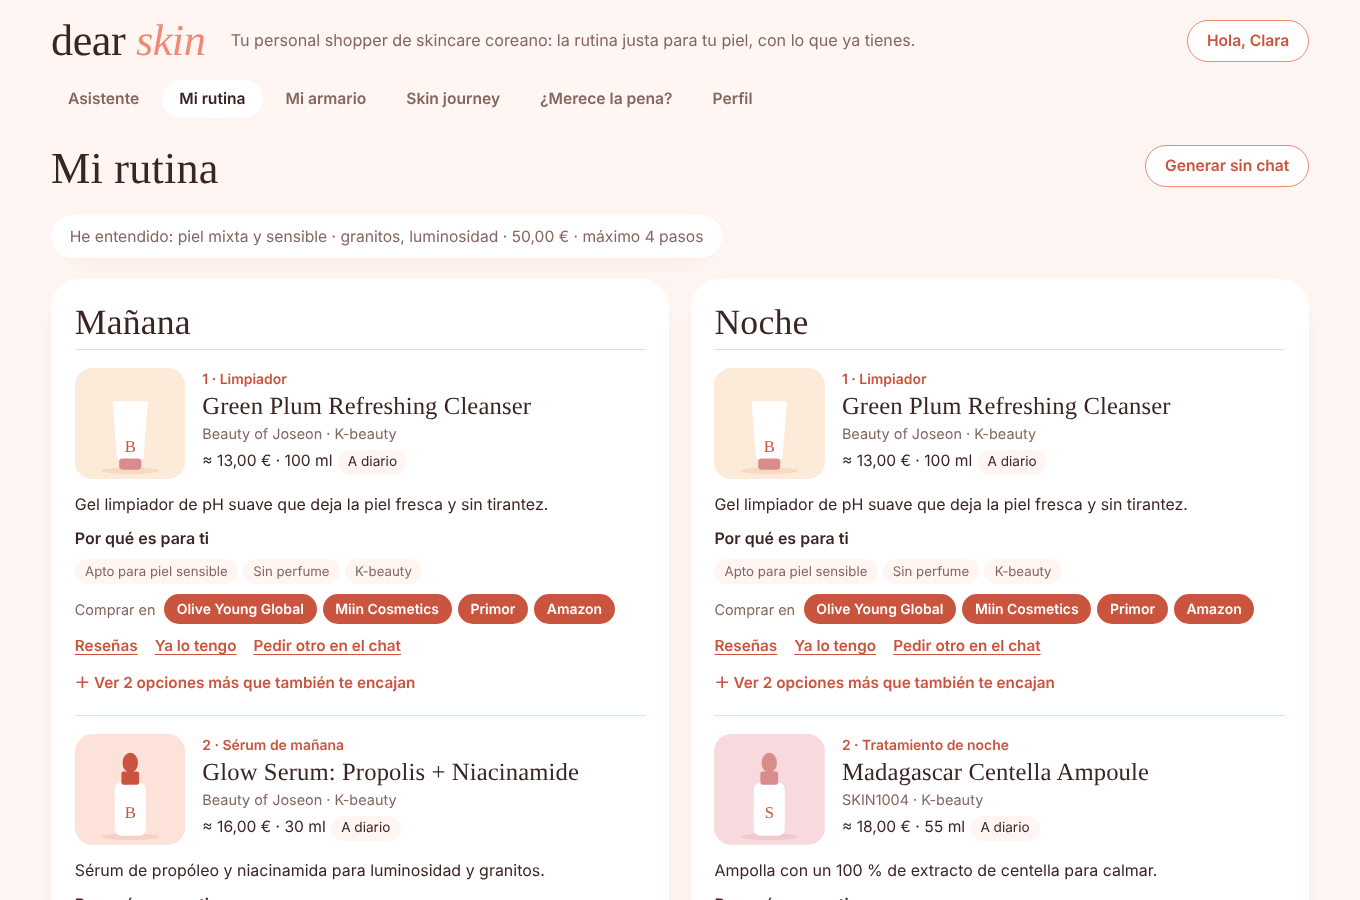 dear skin
Tu personal shopper de skincare coreano: la rutina justa para tu piel, con lo que ya tienes.
Hola, Clara
Asistente
Mi rutina
Mi armario
Skin journey
¿Merece la pena?
Perfil
Mi rutina
Generar sin chat
He entendido: piel mixta y sensible · granitos, luminosidad · 50,00 € · máximo 4 pasos
Mañana
B
1 · Limpiador
Green Plum Refreshing Cleanser
Beauty of Joseon · K-beauty
≈ 13,00 € · 100 ml A diario
Gel limpiador de pH suave que deja la piel fresca y sin tirantez.
Por qué es para ti
Apto para piel sensible Sin perfume K-beauty
Comprar en Olive Young Global Miin Cosmetics Primor Amazon
Reseñas Ya lo tengo Pedir otro en el chat
+ Ver 2 opciones más que también te encajan
B
2 · Sérum de mañana
Glow Serum: Propolis + Niacinamide
Beauty of Joseon · K-beauty
≈ 16,00 € · 30 ml A diario
Sérum de propóleo y niacinamida para luminosidad y granitos.
Noche
B
1 · Limpiador
Green Plum Refreshing Cleanser
Beauty of Joseon · K-beauty
≈ 13,00 € · 100 ml A diario
Gel limpiador de pH suave que deja la piel fresca y sin tirantez.
Por qué es para ti
Apto para piel sensible Sin perfume K-beauty
Comprar en Olive Young Global Miin Cosmetics Primor Amazon
Reseñas Ya lo tengo Pedir otro en el chat
+ Ver 2 opciones más que también te encajan
S
2 · Tratamiento de noche
Madagascar Centella Ampoule
SKIN1004 · K-beauty
≈ 18,00 € · 55 ml A diario
Ampolla con un 100 % de extracto de centella para calmar.